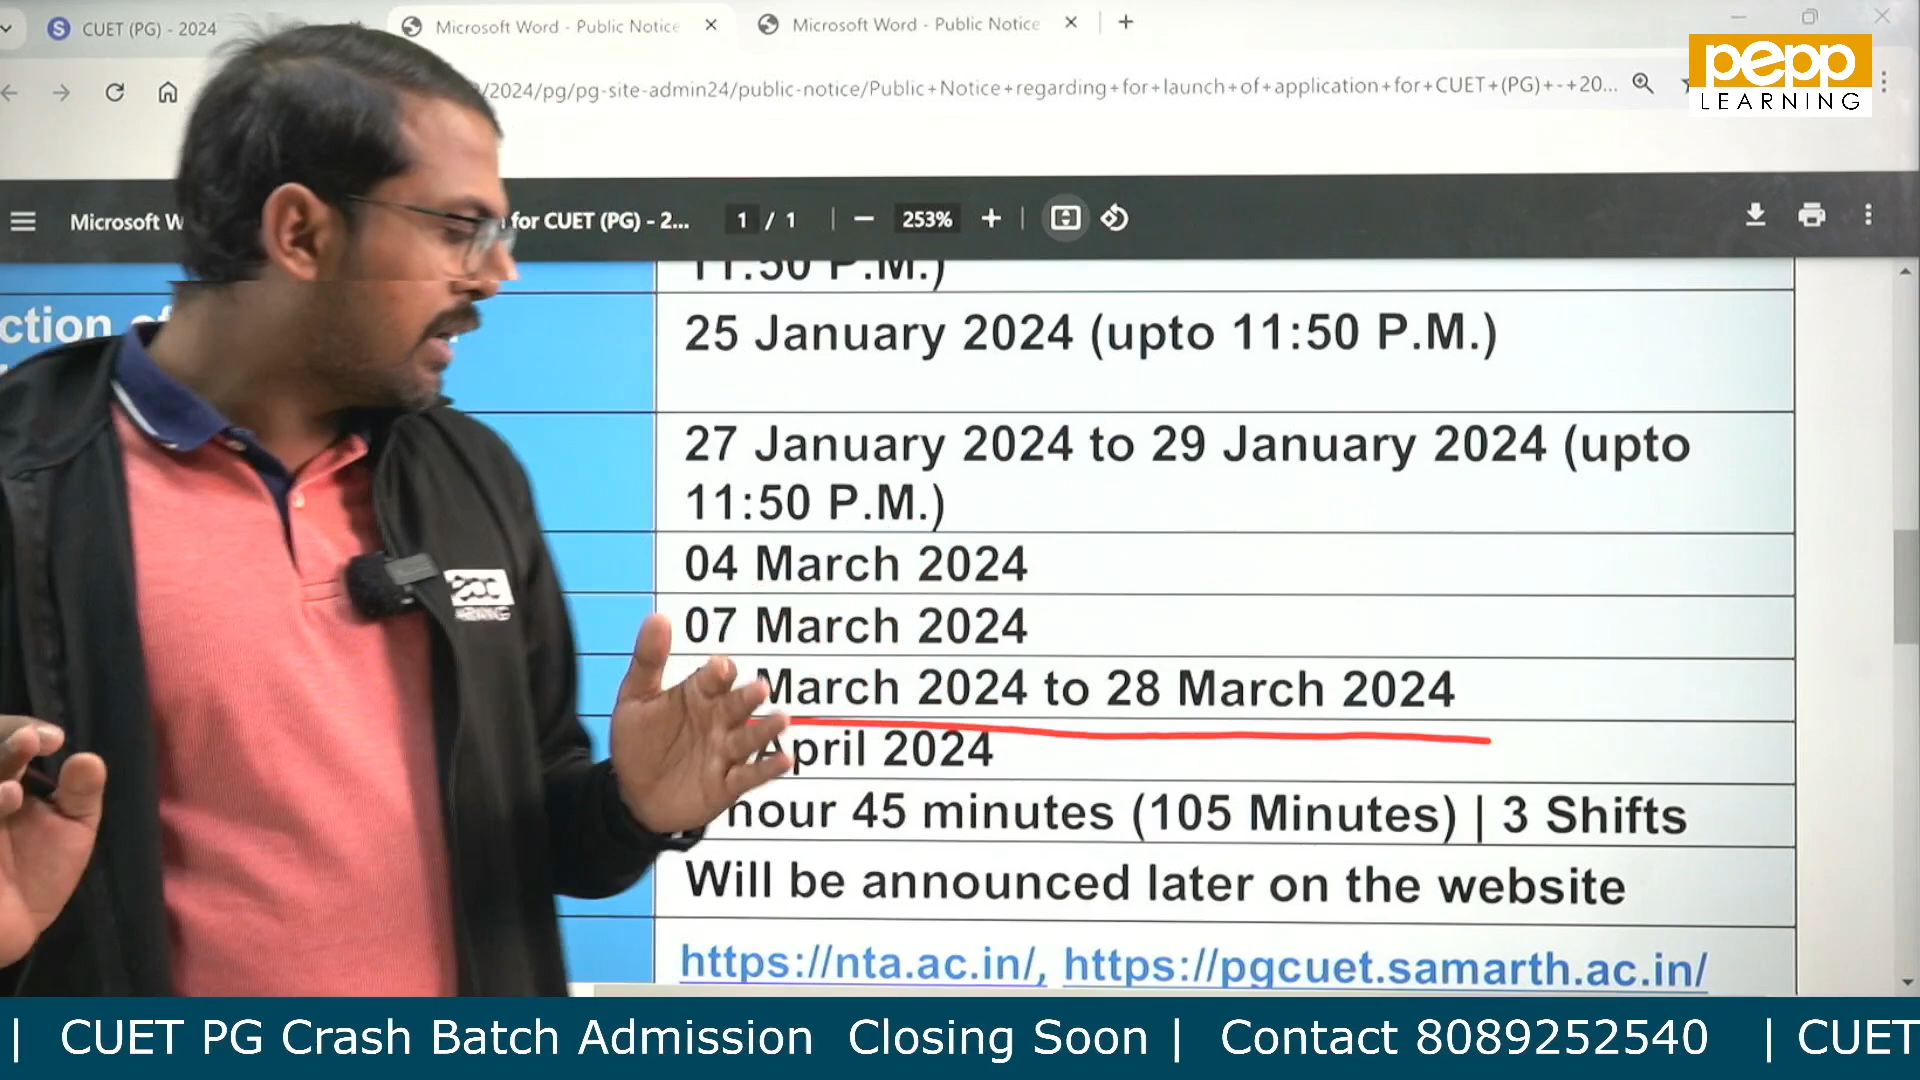 CUET (PG) - 2024
Microsoft Word - Public Notice
Microsoft Word - Public Notice
/2024/pg/pg-site-admin24/public-notice/Public+Notice+regarding+for+launch+of+application+for+CUET+(PG)+-+20...
pepp
LEARNING
Microsoft W
for CUET (PG) - 2...
1 / 1
253%
11:50 P.M.)
ction of
25 January 2024 (upto 11:50 P.M.)
27 January 2024 to 29 January 2024 (upto
11:50 P.M.)
04 March 2024
07 March 2024
March 2024 to 28 March 2024
April 2024
hour 45 minutes (105 Minutes) | 3 Shifts
Will be announced later on the website
https://nta.ac.in/, https://pgcuet.samarth.ac.in/
| CUET PG Crash Batch Admission Closing Soon | Contact 8089252540 | CUET